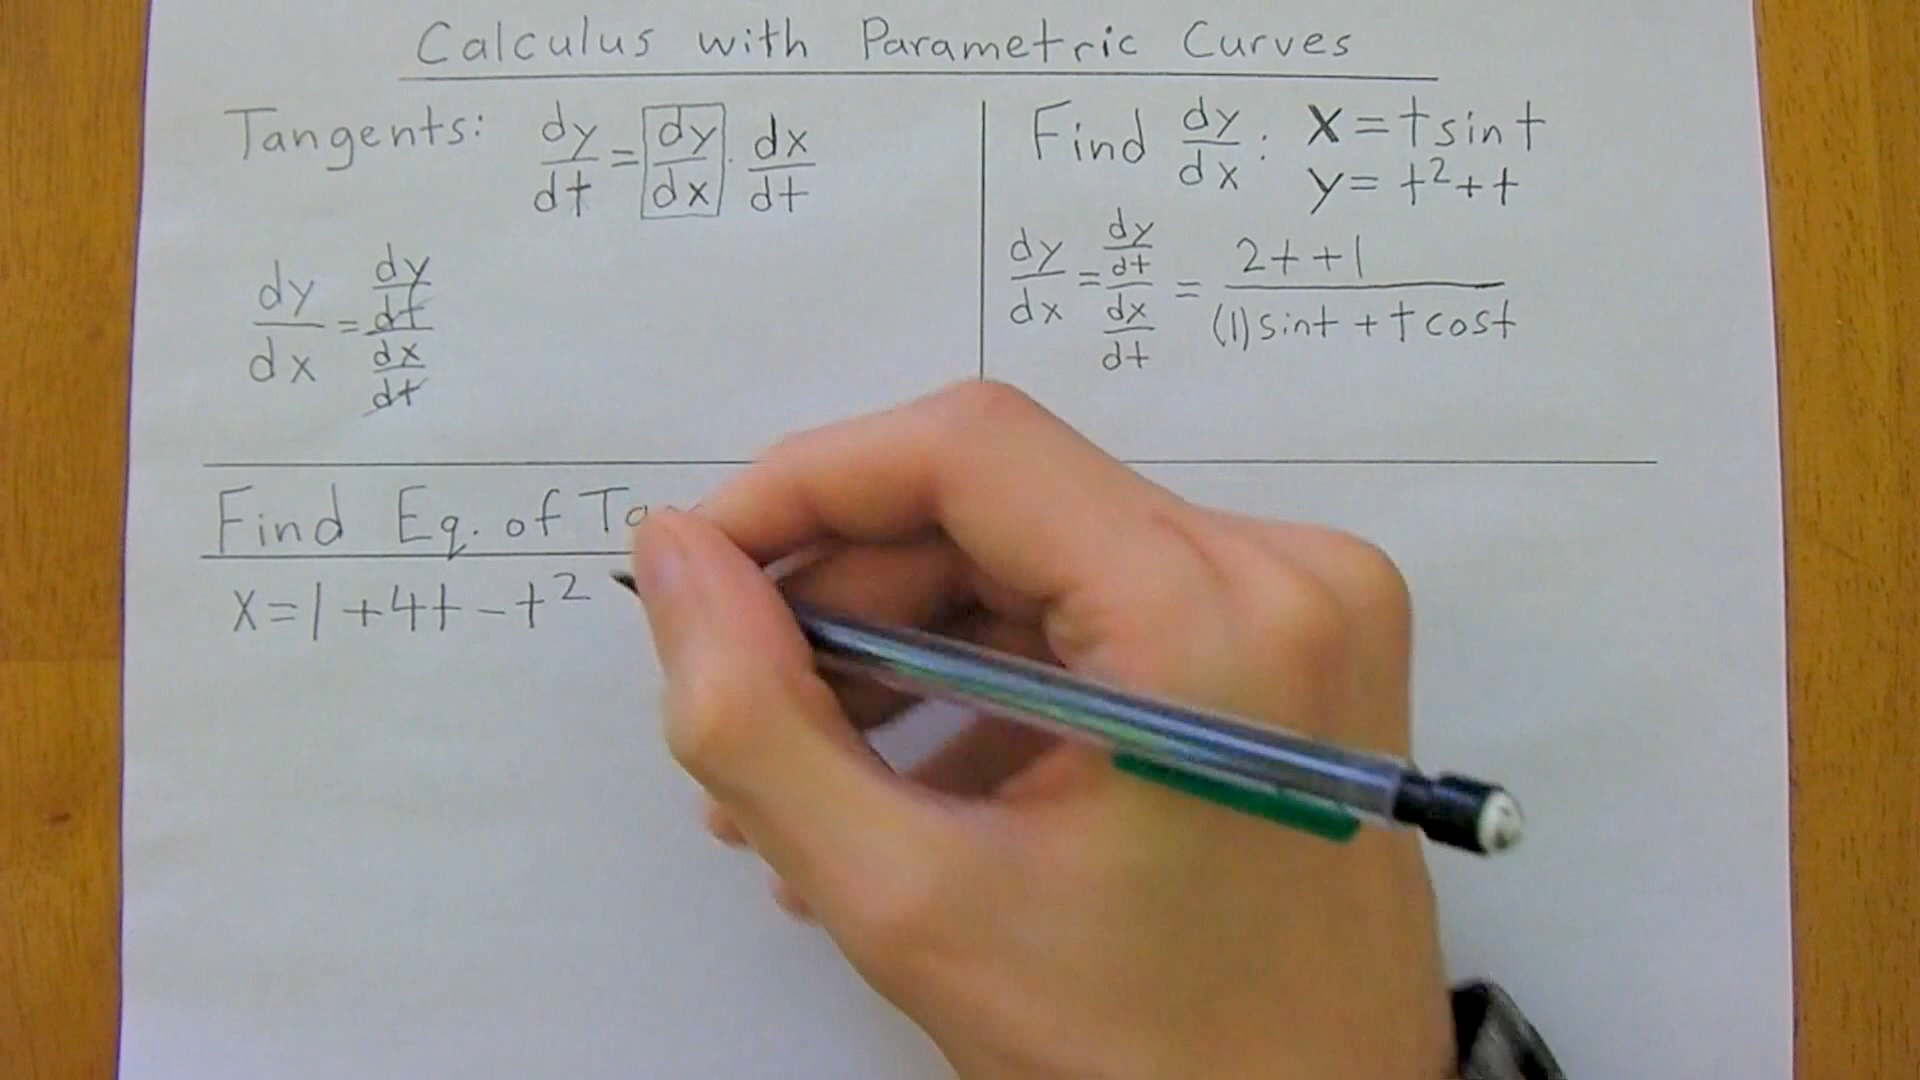 Calculus with Parametric Curves
Tangents: dy/dt = dy/dx · dx/dt
dy/dx = dy/dt / dx/dt
Find dy/dx: x = t sin t
y = t² + t
dy/dx = dy/dt / dx/dt = 2t + 1 / (1) sin t + t cos t
Find Eq. of
x = 1 + 4t - t²